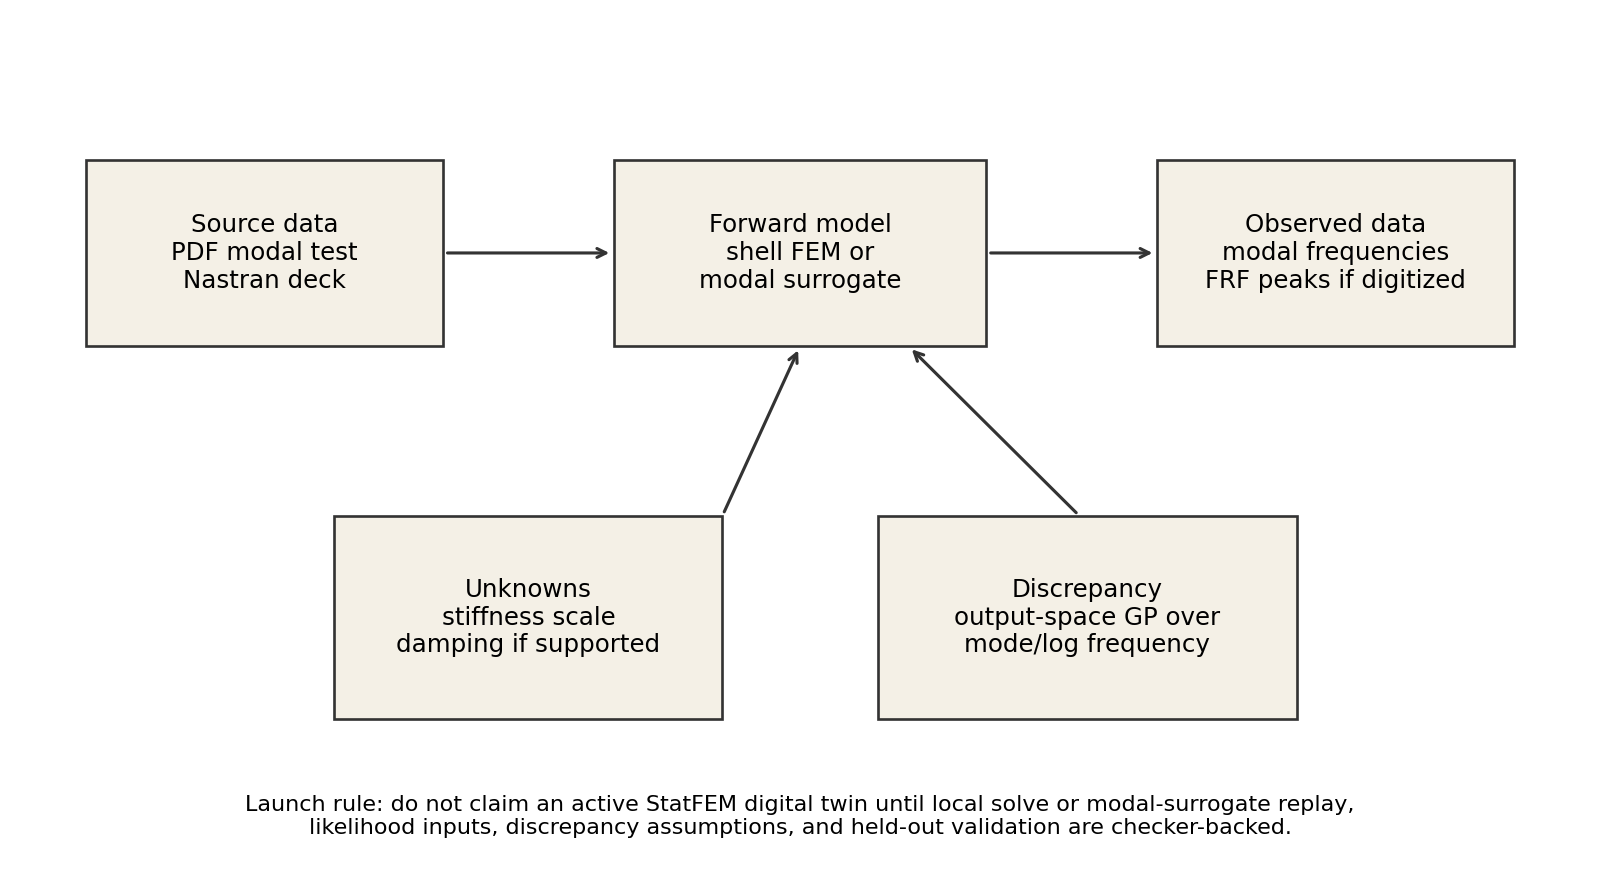 Source data
PDF modal test
Nastran deck
Forward model
shell FEM or
modal surrogate
Observed data
modal frequencies
FRF peaks if digitized
Unknowns
stiffness scale
damping if supported
Discrepancy
output-space GP over
mode/log frequency
Launch rule: do not claim an active StatFEM digital twin until local solve or modal-surrogate replay,
likelihood inputs, discrepancy assumptions, and held-out validation are checker-backed.